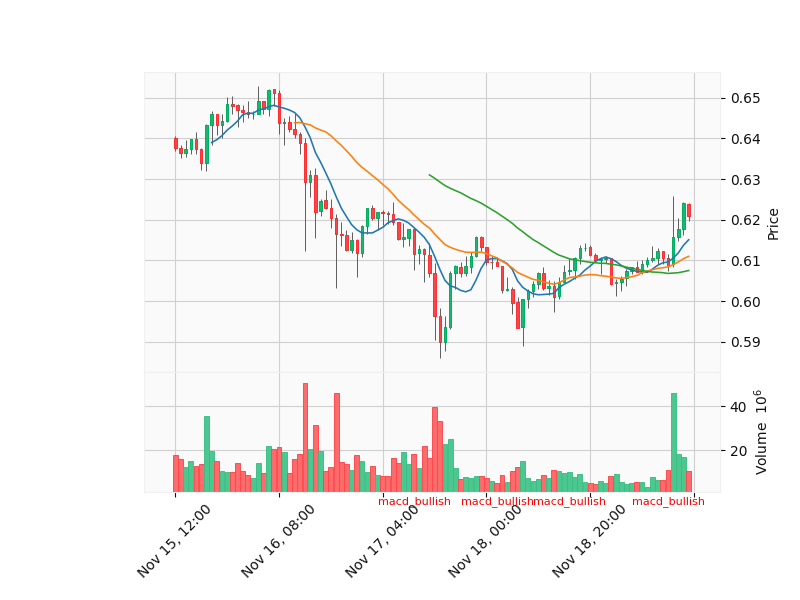 0.65
0.64
0.63
0.62
0.61
0.60
0.59
Price
40
20
Volume 10^6
macd_bullish macd_bullish macd_bullish macd_bullish
Nov 15, 12:00
Nov 16, 08:00
Nov 17, 04:00
Nov 18, 00:00
Nov 18, 20:00